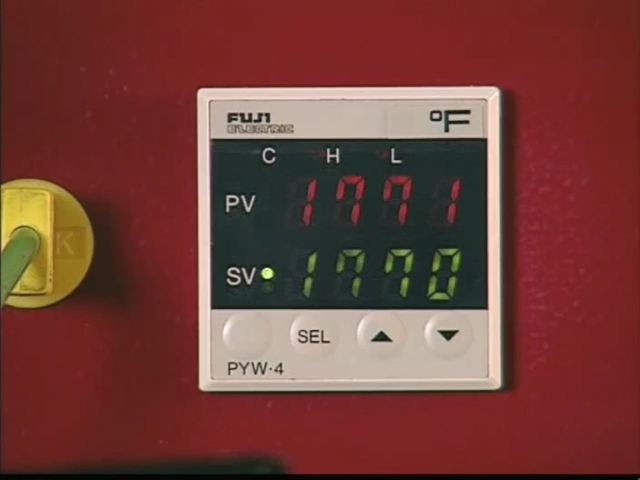 FUJI
ELECTRIC
°F
C H L
PV 1771
SV 1770
SEL
PYW-4
K